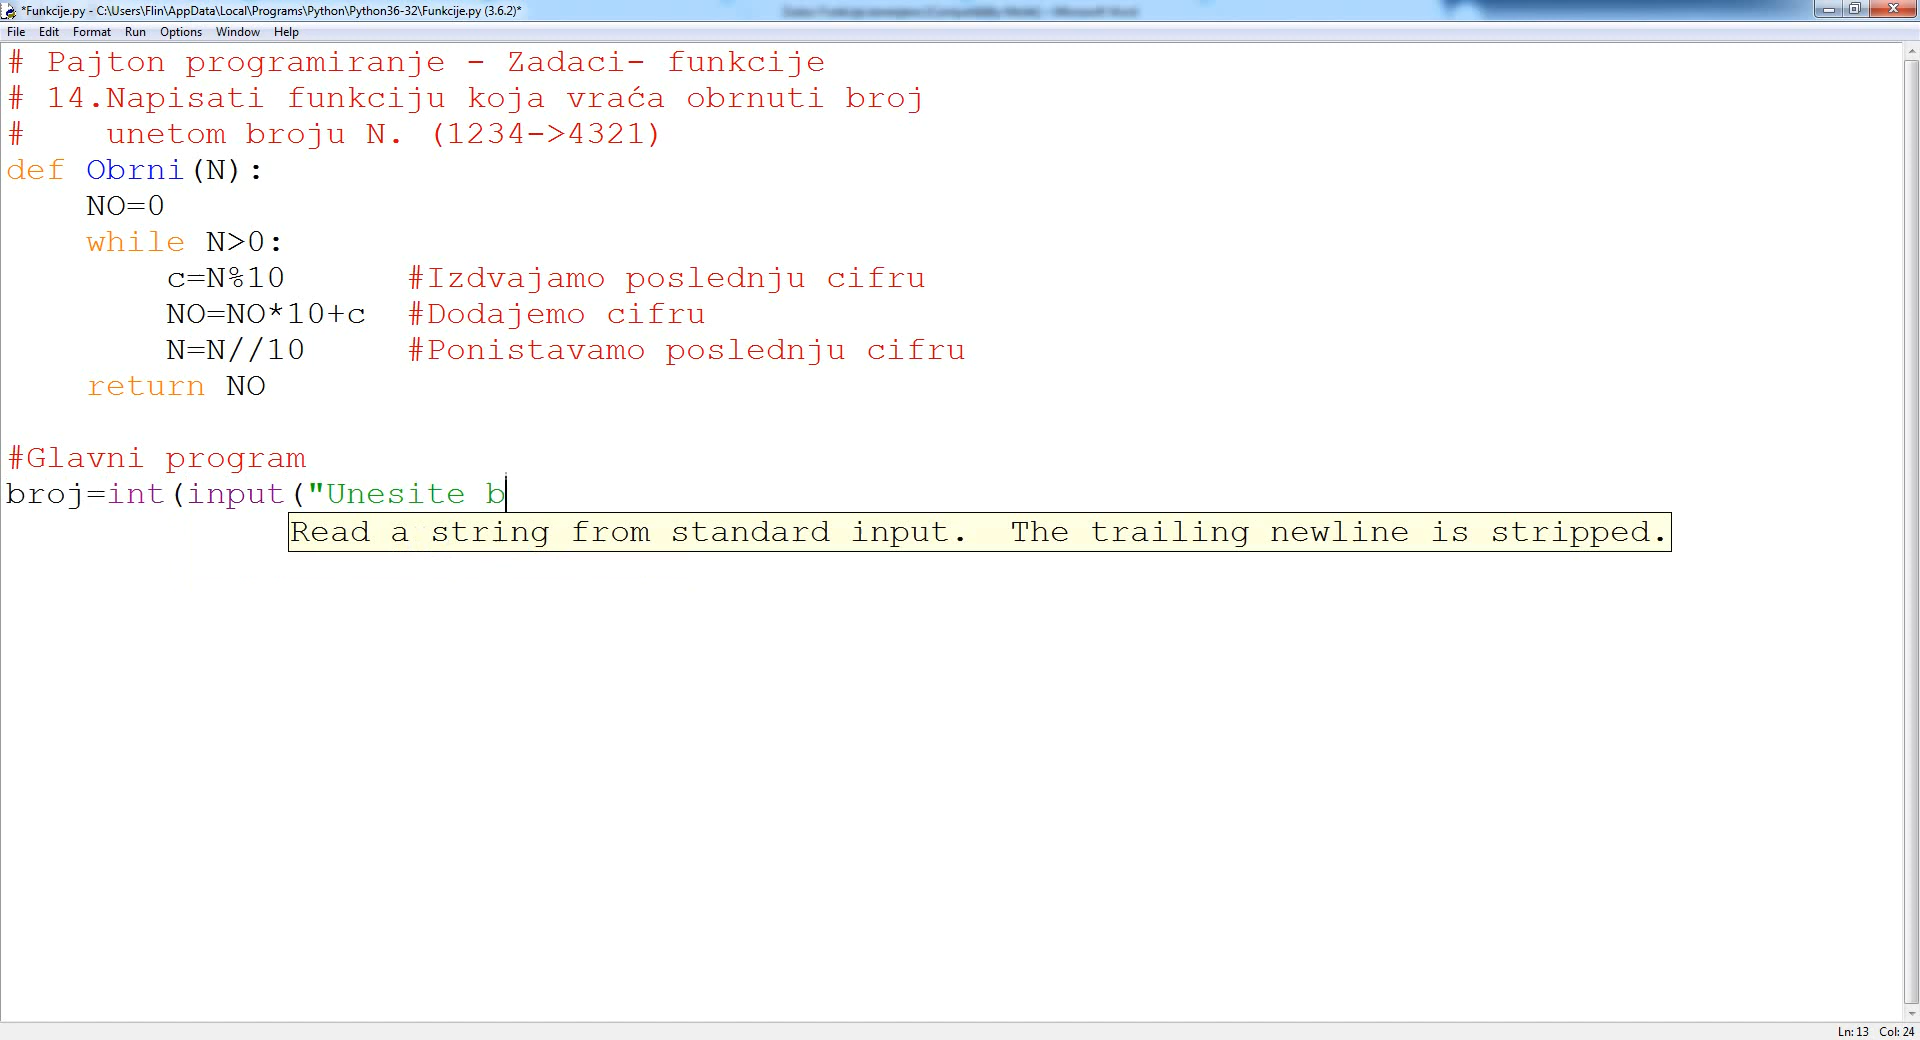 *Funkcije.py - C:\Users\Flin\AppData\Local\Programs\Python\Python36-32\Funkcije.py (3.6.2)*
File Edit Format Run Options Window Help
# Pajton programiranje - Zadaci- funkcije
# 14.Napisati funkciju koja vraća obrnuti broj
#    unetom broju N. (1234->4321)
def Obrni(N):
    NO=0
    while N>0:
        c=N%10      #Izdvajamo poslednju cifru
        NO=NO*10+c  #Dodajemo cifru
        N=N//10     #Ponistavamo poslednju cifru
    return NO
#Glavni program
broj=int(input("Unesite b
Read a string from standard input.  The trailing newline is stripped.
Ln: 13 Col: 24